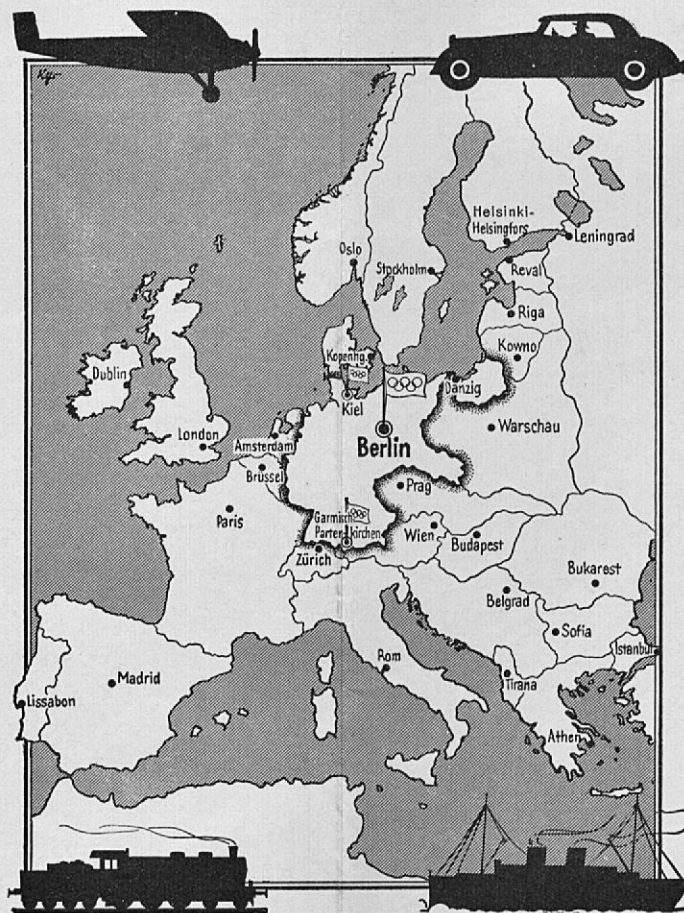 Helsinki-
Helsingfors
Leningrad
Oslo
Stockholm
Reval
Riga
Kopenhg.
Kowno
Dublin
Danzig
Kiel
Warschau
London
Amsterdam
Berlin
Brüssel
Prag
Paris
Garmisch
Partenkirchen
Wien
Zürich
Budapest
Bukarest
Belgrad
Sofia
Istanbul
Rom
Madrid
Tirana
Lissabon
Athen